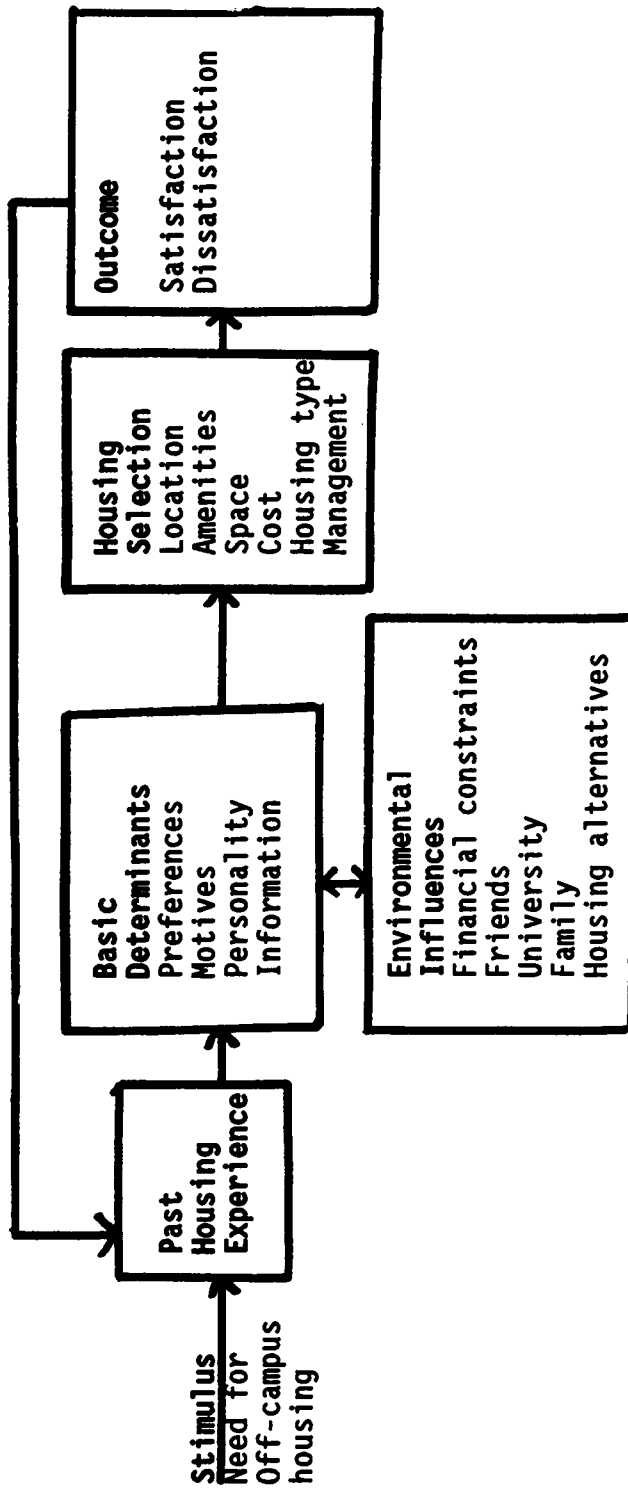 Stimulus
Need for
Off-campus
housing
Past
Housing
Experience
Basic
Determinants
Preferences
Motives
Personality
Information
Environmental
Influences
Financial constraints
Friends
University
Family
Housing alternatives
Housing
Selection
Location
Amenities
Space
Cost
Housing type
Management
Outcome
Satisfaction
Dissatisfaction